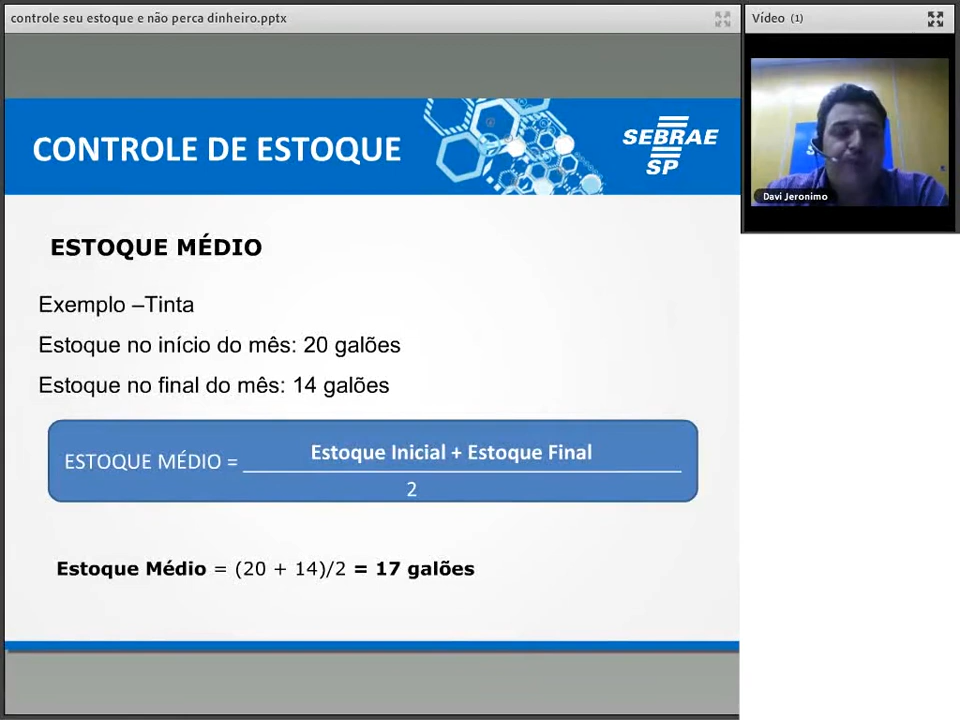 controle seu estoque e não perca dinheiro.pptx
Vídeo (1)
CONTROLE DE ESTOQUE
SEBRAE
SP
Davi Jeronimo
ESTOQUE MÉDIO
Exemplo –Tinta
Estoque no início do mês: 20 galões
Estoque no final do mês: 14 galões
Estoque Inicial + Estoque Final
ESTOQUE MÉDIO =
2
Estoque Médio = (20 + 14)/2 = 17 galões